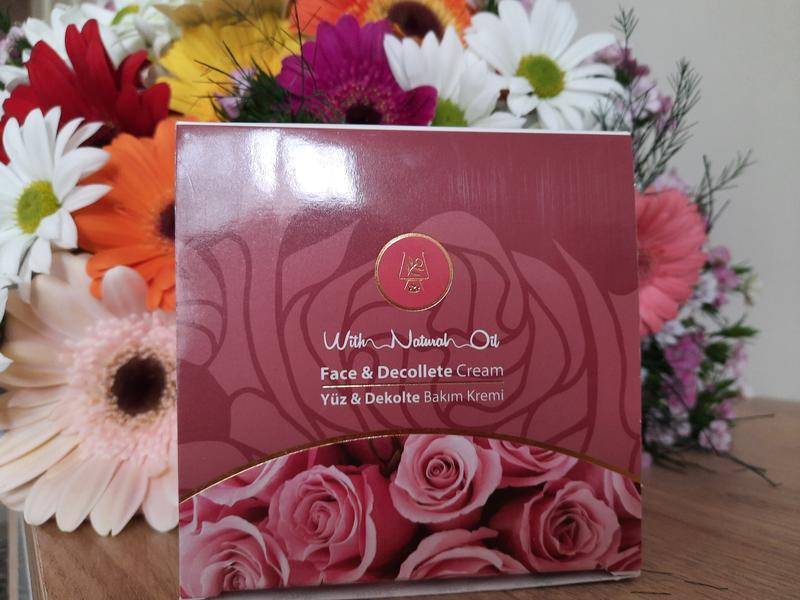 With Natural Oil
Face & Decollete Cream
Yüz & Dekolte Bakım Kremi